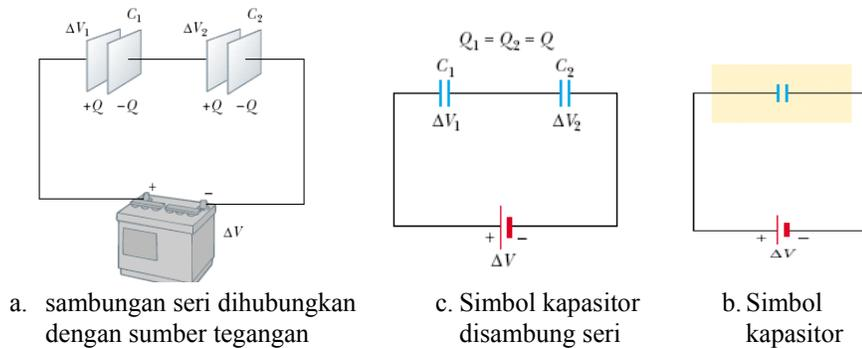 ΔV₁ C₁ ΔV₂ C₂
+Q −Q +Q −Q
+ −
ΔV
a. sambungan seri dihubungkan
dengan sumber tegangan
Q₁ = Q₂ = Q
C₁ C₂
ΔV₁ ΔV₂
+ −
ΔV
c. Simbol kapasitor
disambung seri
+ −
ΔV
b. Simbol
kapasitor